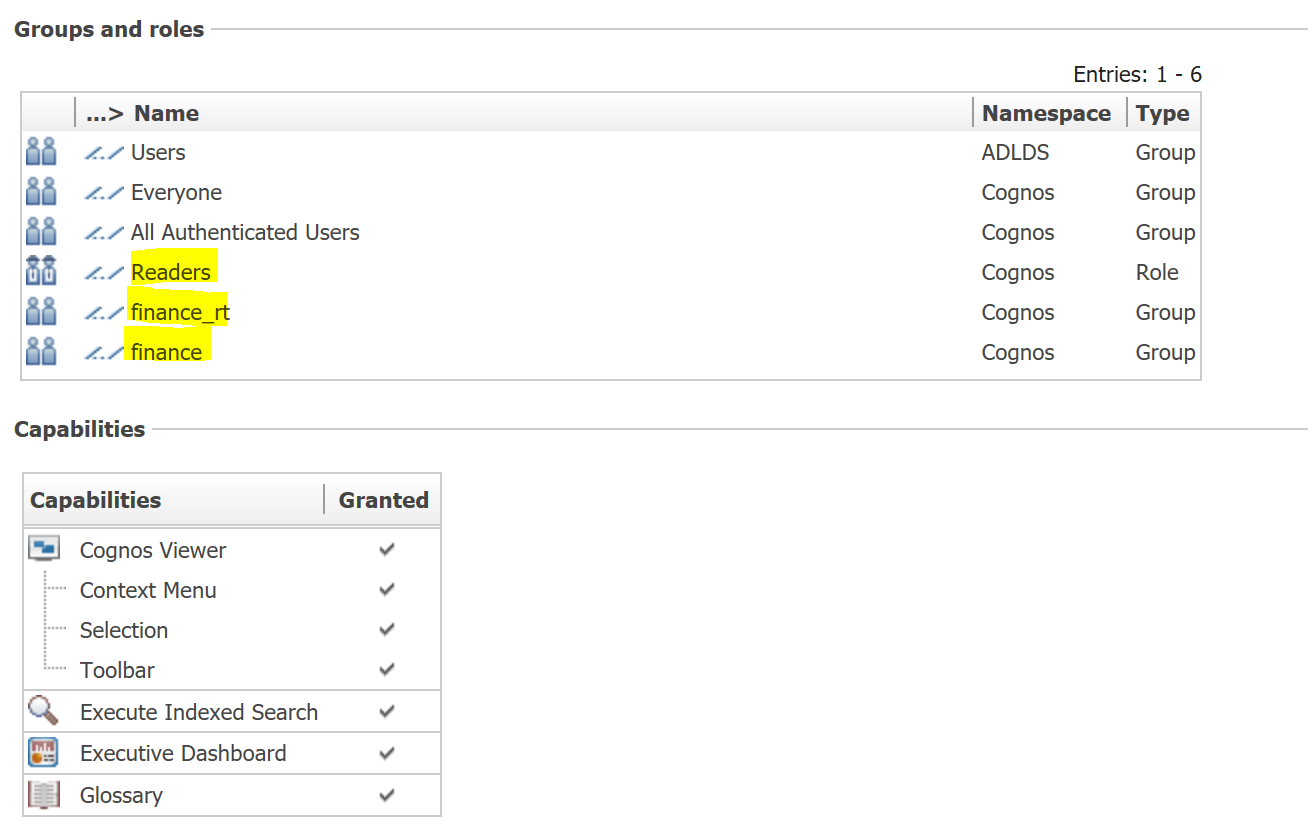 Groups and roles
Entries: 1 - 6
...> Name Namespace Type
Users ADLDS Group
Everyone Cognos Group
All Authenticated Users Cognos Group
Readers Cognos Role
finance_rt Cognos Group
finance Cognos Group
Capabilities
Capabilities Granted
Cognos Viewer
Context Menu
Selection
Toolbar
Execute Indexed Search
Executive Dashboard
Glossary